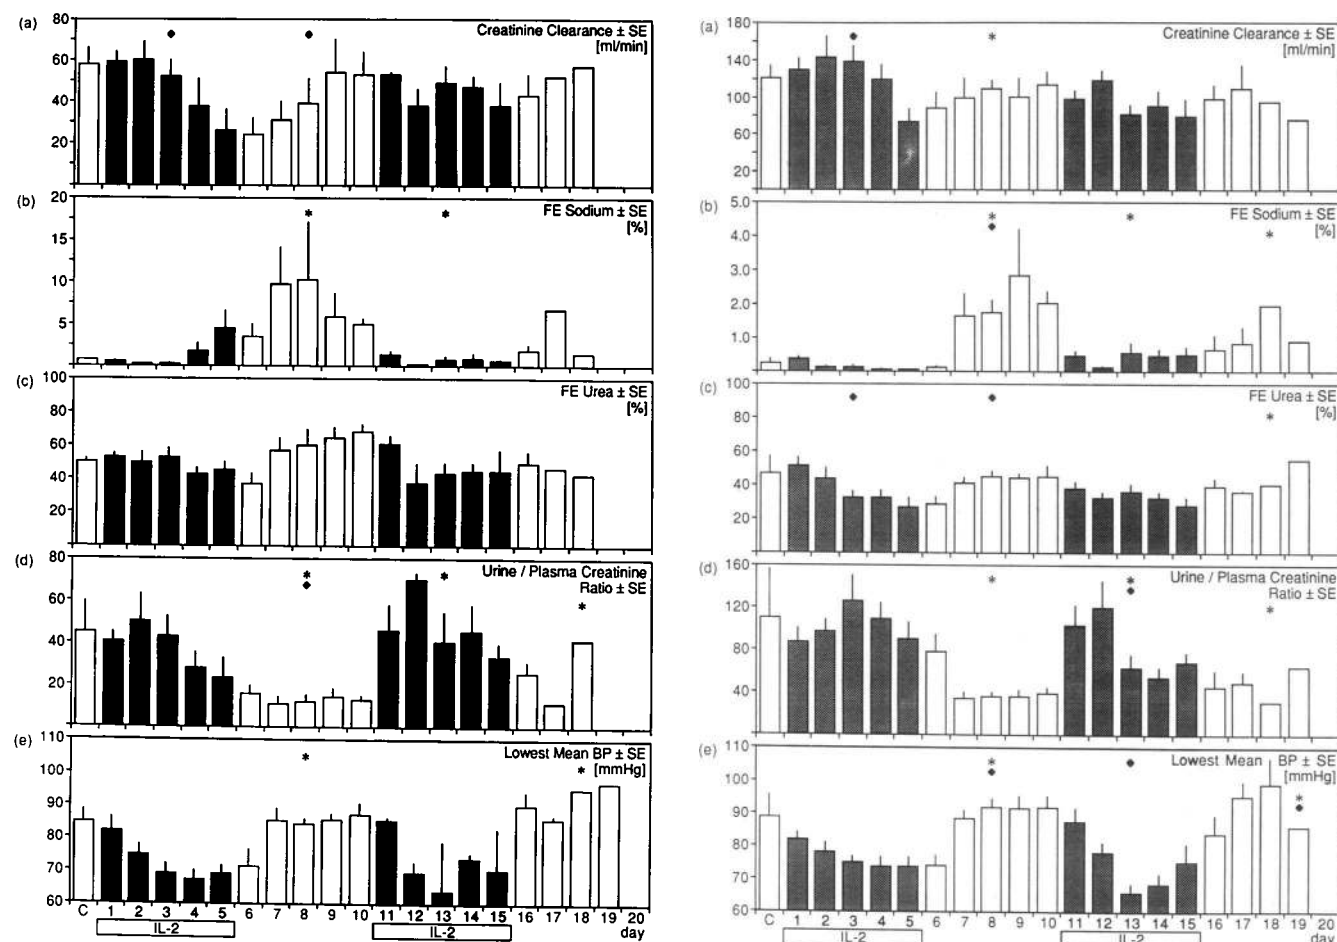 (a)
Creatinine Clearance ± SE
[ml/min]
80
60
40
20
(b)
FE Sodium ± SE
[%]
20
15
10
5
(c)
FE Urea ± SE
[%]
100
80
60
40
20
(d)
Urine / Plasma Creatinine
Ratio ± SE
80
60
40
20
(e)
Lowest Mean BP ± SE
[mmHg]
110
100
90
80
70
60
C 1 2 3 4 5 6 7 8 9 10 11 12 13 14 15 16 17 18 19 20
IL-2 IL-2 day
(a)
Creatinine Clearance ± SE
[ml/min]
180
140
100
60
20
(b)
FE Sodium ± SE
[%]
5.0
4.0
3.0
2.0
1.0
(c)
FE Urea ± SE
[%]
100
80
60
40
20
(d)
Urine / Plasma Creatinine
Ratio ± SE
160
120
80
40
(e)
Lowest Mean BP ± SE
[mmHg]
110
100
90
80
70
60
C 1 2 3 4 5 6 7 8 9 10 11 12 13 14 15 16 17 18 19 20
IL-2 IL-2 day